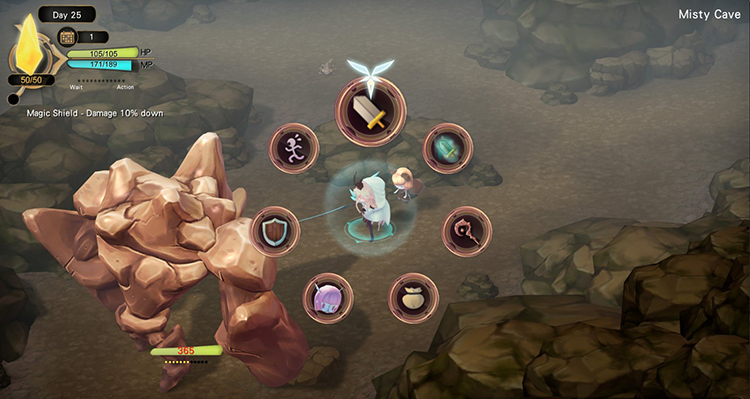 Day 25
Misty Cave
1
105/105 HP
171/189 MP
50/50
Wait Action
Magic Shield - Damage 10% down
365